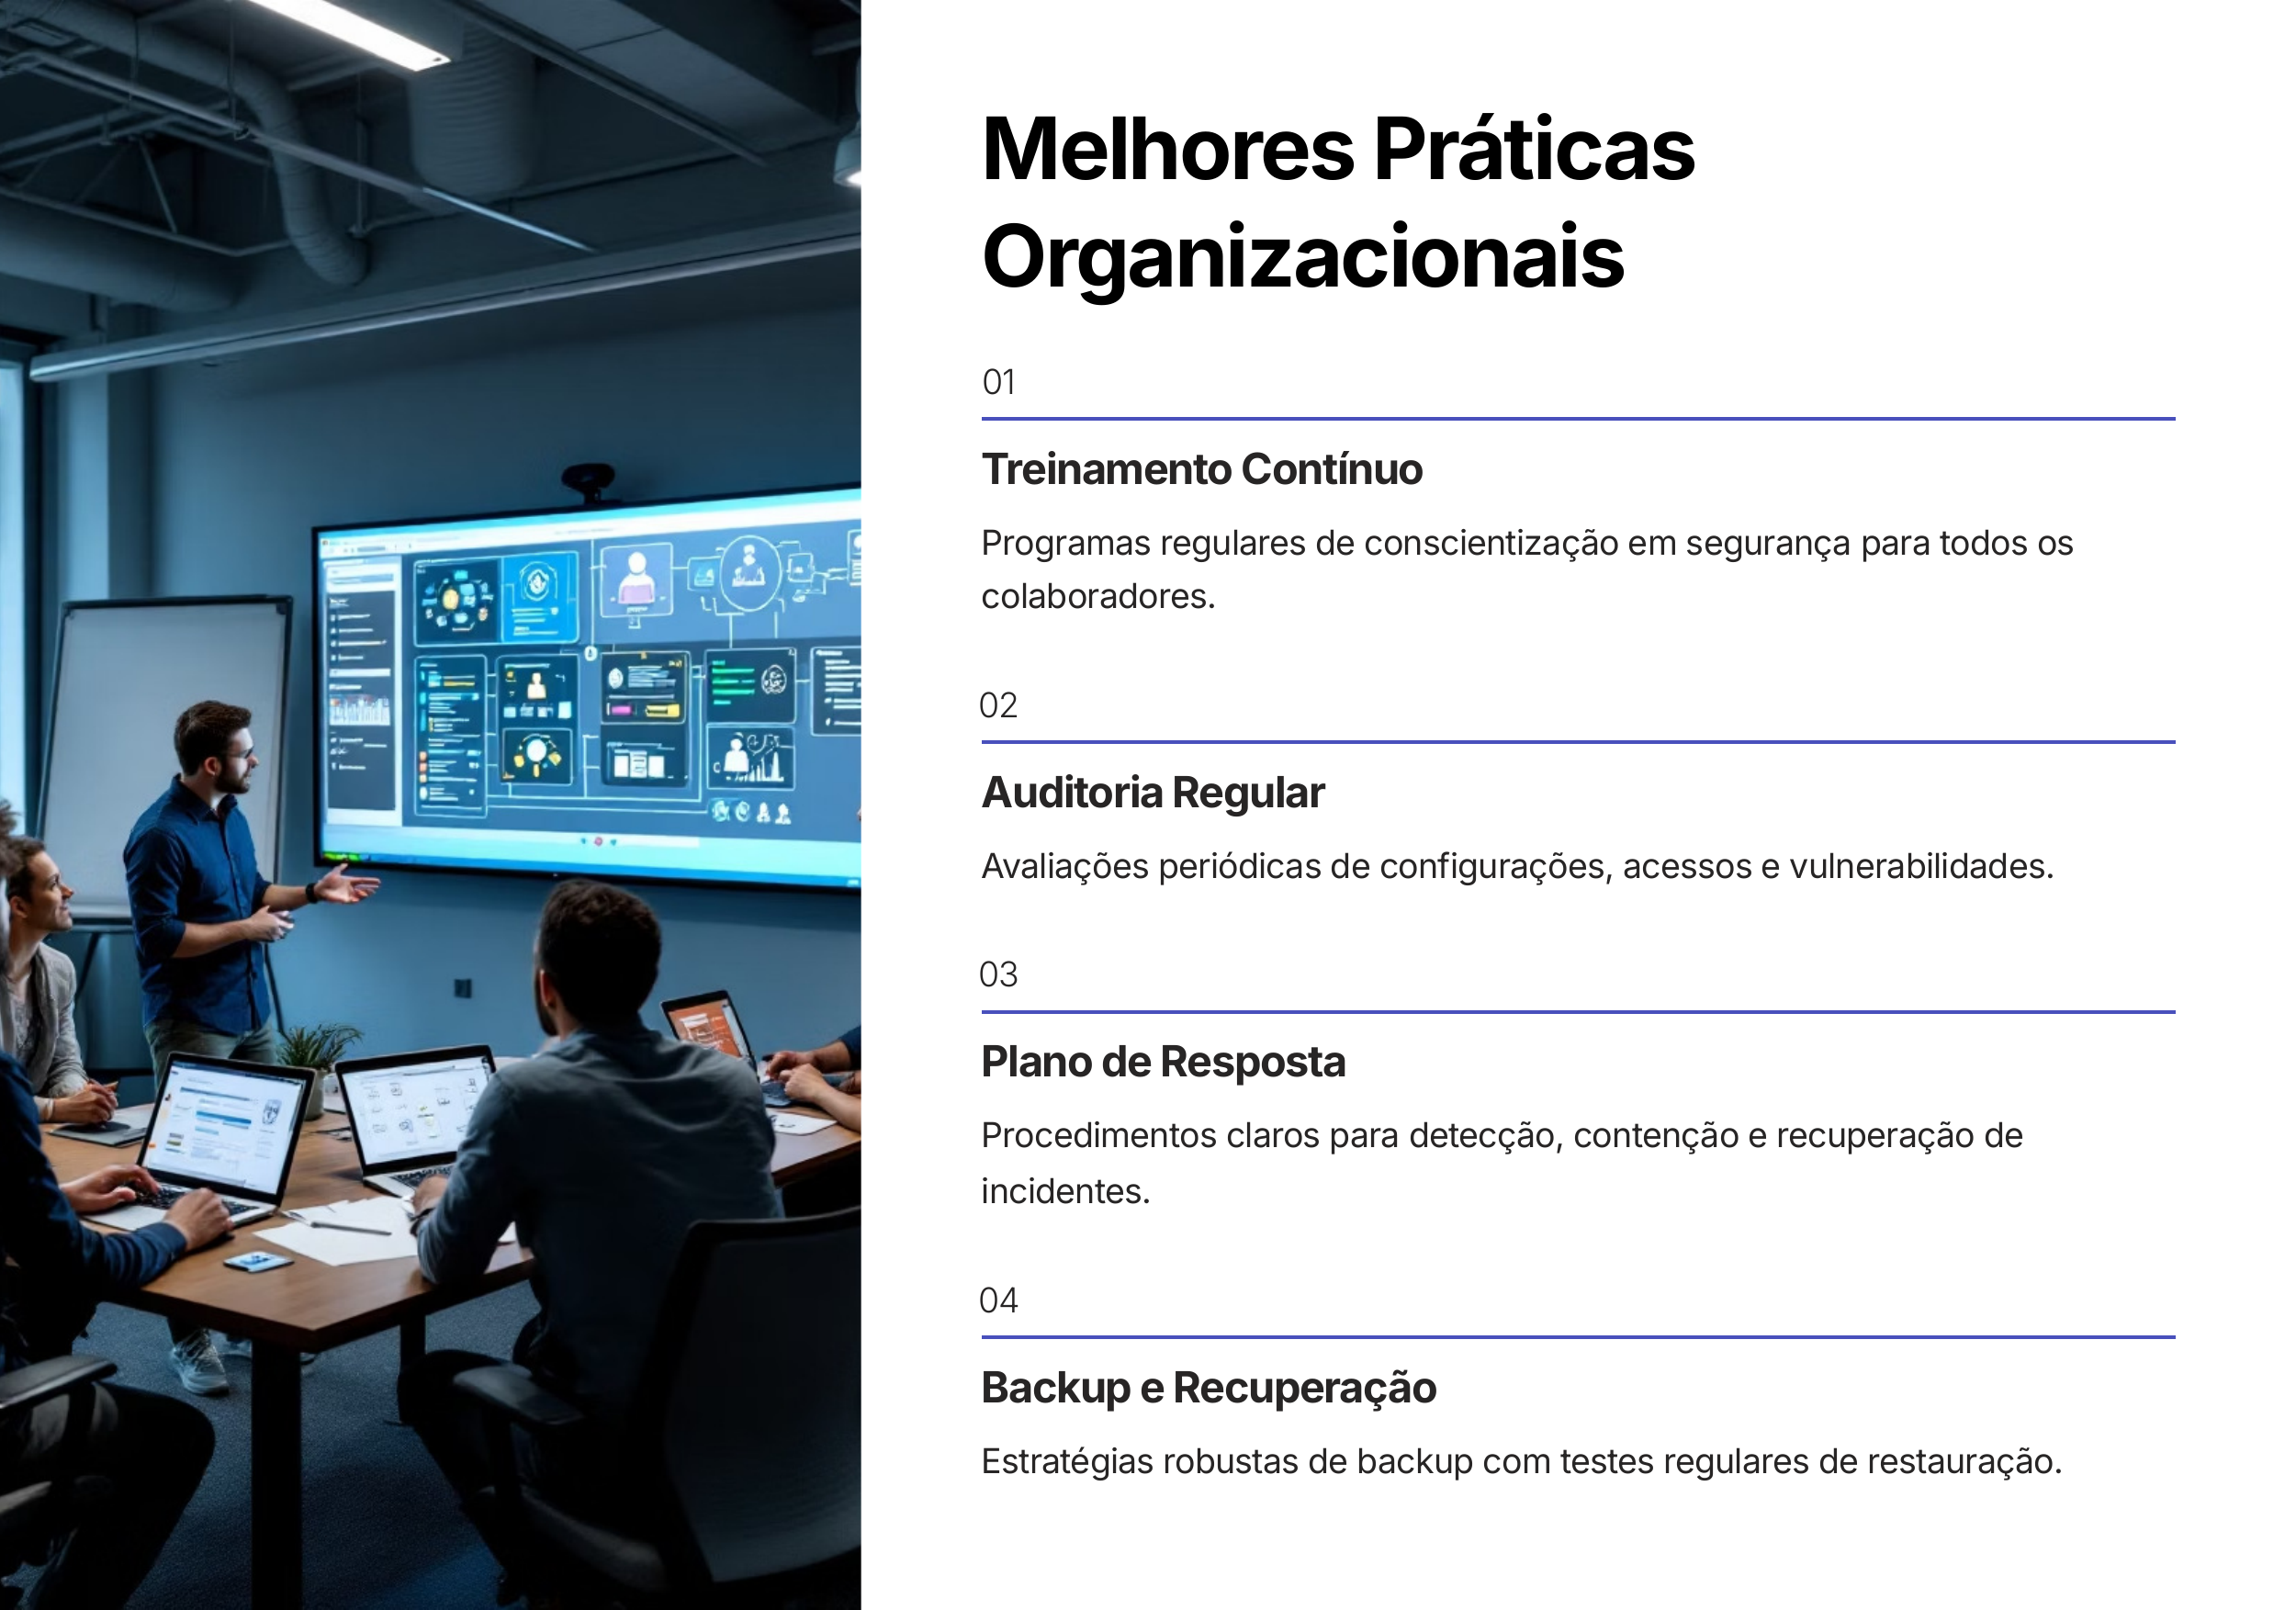 Melhores Práticas
Organizacionais
01
Treinamento Contínuo
Programas regulares de conscientização em segurança para todos os
colaboradores.
02
Auditoria Regular
Avaliações periódicas de configurações, acessos e vulnerabilidades.
03
Plano de Resposta
Procedimentos claros para detecção, contenção e recuperação de
incidentes.
04
Backup e Recuperação
Estratégias robustas de backup com testes regulares de restauração.